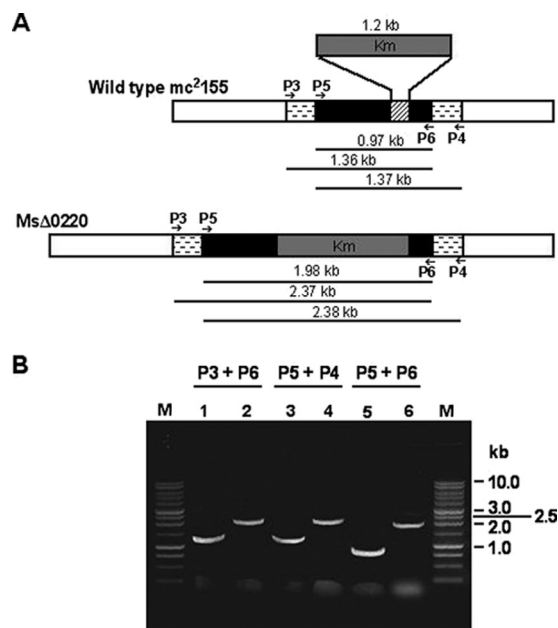 A
1.2 kb
Km
Wild type mc²155
P3 P5
P6 P4
0.97 kb
1.36 kb
1.37 kb
MsΔ0220
P3 P5
Km
P6 P4
1.98 kb
2.37 kb
2.38 kb
B
P3 + P6 P5 + P4 P5 + P6
M 1 2 3 4 5 6 M
kb
10.0
3.0
2.5
2.0
1.0